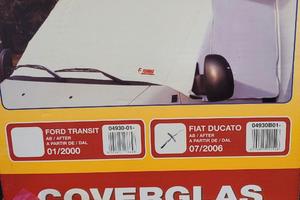 FORD TRANSIT
04930-01-
AB / AFTER
A PARTIR DE / DAL
01/2000
FIAT DUCATO
04930B01-
AB / AFTER
A PARTIR DE / DAL
07/2006
COVERGLAS